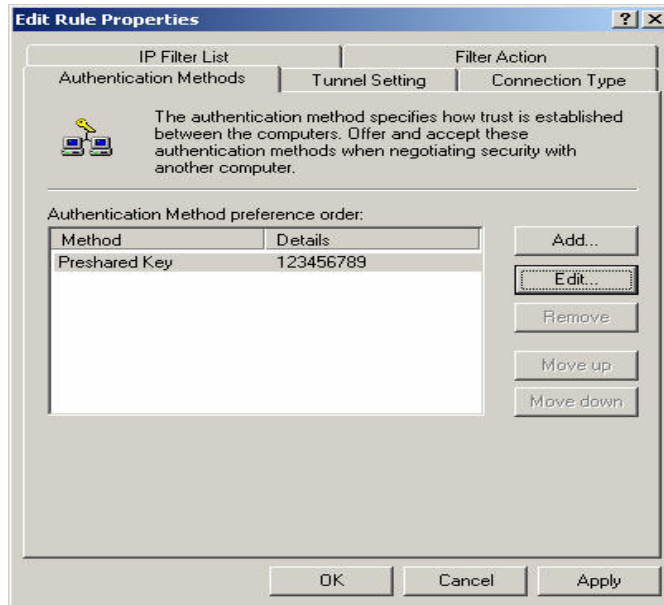 Edit Rule Properties
?
IP Filter List
Filter Action
Authentication Methods
Tunnel Setting
Connection Type
The authentication method specifies how trust is established
between the computers. Offer and accept these
authentication methods when negotiating security with
another computer.
Authentication Method preference order:
Method Details
Preshared Key 123456789
Add...
Edit...
Remove
Move up
Move down
OK
Cancel
Apply